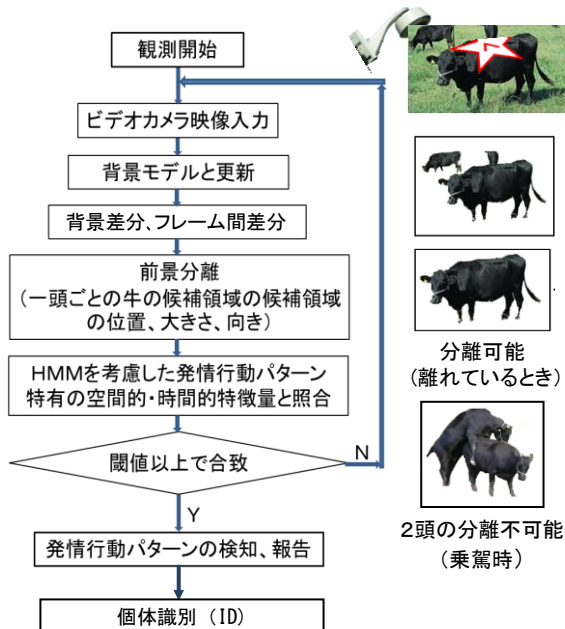 観測開始
ビデオカメラ映像入力
背景モデルと更新
背景差分、フレーム間差分
前景分離
(一頭ごとの牛の候補領域の候補領域
の位置、大きさ、向き)
HMMを考慮した発情行動パターン
特有の空間的・時間的特徴量と照合
閾値以上で合致
N
Y
発情行動パターンの検知、報告
個体識別 (ID)
分離可能
(離れているとき)
2頭の分離不可能
(乗駕時)